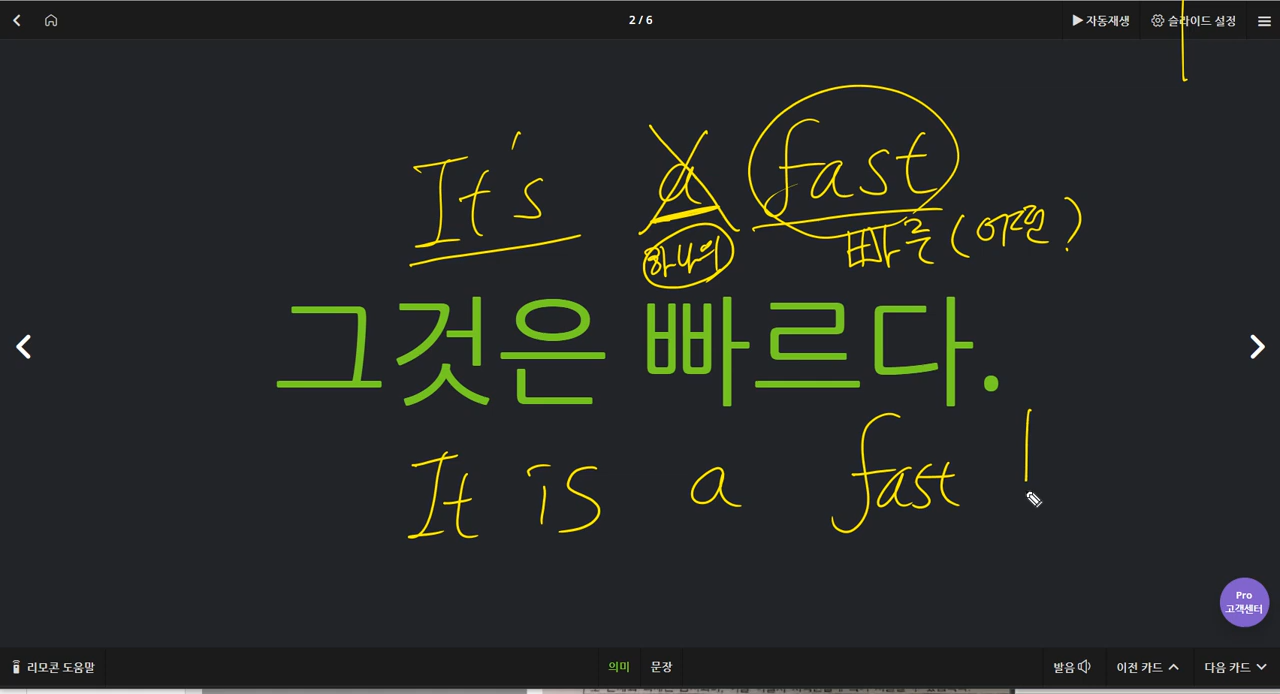 2 / 6
자동재생
슬라이드 설정
It's a fast
하나의
빠른 (어떤?)
그것은 빠르다.
It is a fast
Pro
고객센터
리모콘 도움말
의미
문장
발음
이전 카드
다음 카드